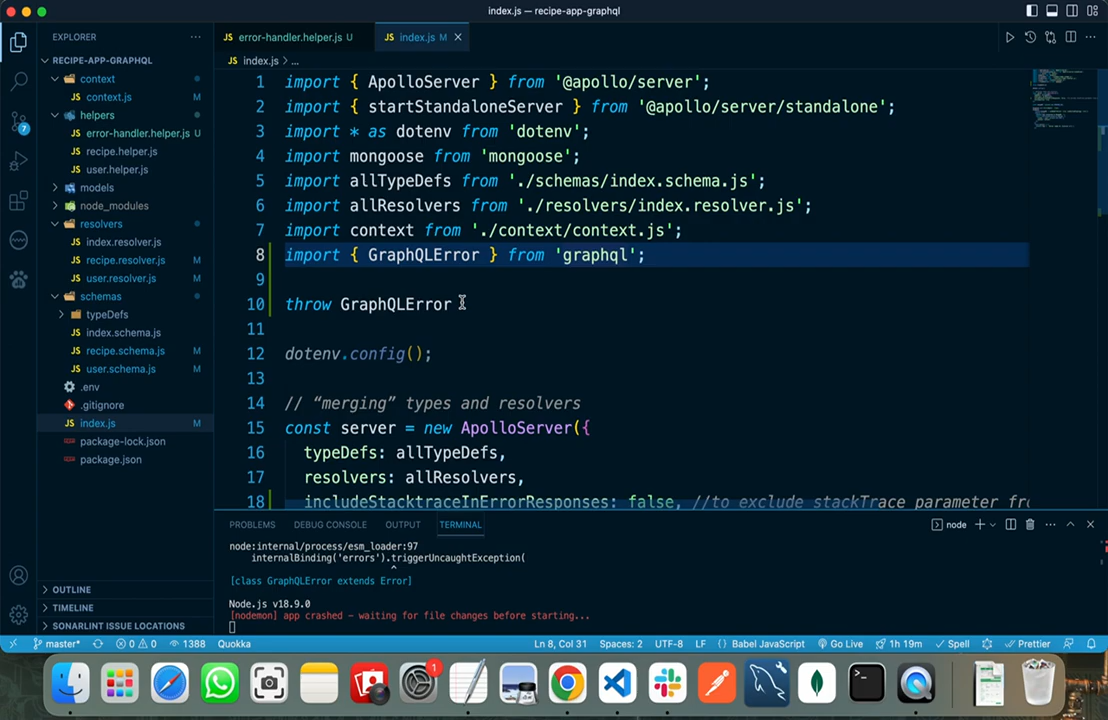 index.js — recipe-app-graphql
EXPLORER
RECIPE-APP-GRAPHQL
context
context.js M
helpers
error-handler.helper.js U
recipe.helper.js
user.helper.js
models
node_modules
resolvers
index.resolver.js
recipe.resolver.js M
user.resolver.js M
schemas
typeDefs
index.schema.js
recipe.schema.js M
user.schema.js M
.env
.gitignore
index.js M
package-lock.json
package.json
OUTLINE
TIMELINE
SONARLINT ISSUE LOCATIONS
7
JS error-handler.helper.js U
JS index.js M
JS index.js > ...
1 import { ApolloServer } from '@apollo/server';
2 import { startStandaloneServer } from '@apollo/server/standalone';
3 import * as dotenv from 'dotenv';
4 import mongoose from 'mongoose';
5 import allTypeDefs from './schemas/index.schema.js';
6 import allResolvers from './resolvers/index.resolver.js';
7 import context from './context/context.js';
8 import { GraphQLError } from 'graphql';
9
10 throw GraphQLError
11
12 dotenv.config();
13
14 // “merging” types and resolvers
15 const server = new ApolloServer({
16 typeDefs: allTypeDefs,
17 resolvers: allResolvers,
18 includeStacktraceInErrorResponses: false, //to exclude stackTrace parameter fro
PROBLEMS DEBUG CONSOLE OUTPUT TERMINAL
node
node:internal/process/esm_loader:97
internalBinding('errors').triggerUncaughtException(
^
[class GraphQLError extends Error]
Node.js v18.9.0
[nodemon] app crashed - waiting for file changes before starting...
master* 0 0 1388 Quokka Ln 8, Col 31 Spaces: 2 UTF-8 LF { } Babel JavaScript Go Live 1h 19m Spell Prettier
1